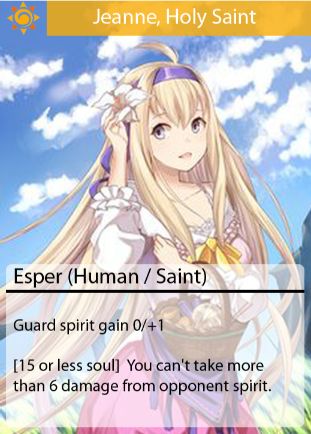 Jeanne, Holy Saint
Esper (Human / Saint)
Guard spirit gain 0/+1
[15 or less soul] You can't take more
than 6 damage from opponent spirit.